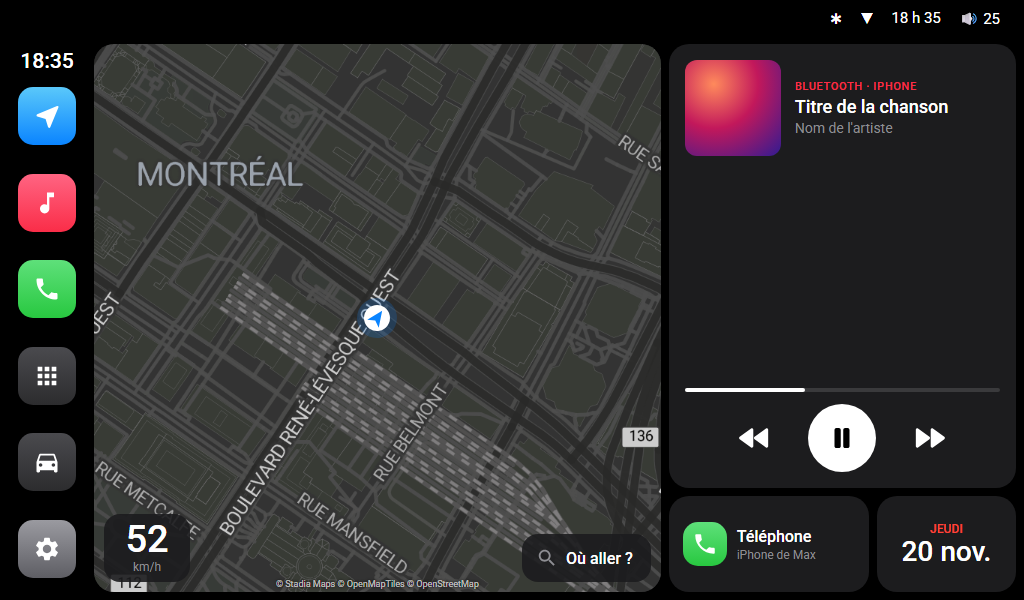 18 h 35
25
18:35
MONTRÉAL
RUE SA
BOULEVARD RENÉ-LÉVESQUE OUEST
UEST
136
RUE BELMONT
RUE METCALFE
RUE MANSFIELD
52
km/h
112
© Stadia Maps © OpenMapTiles © OpenStreetMap
Où aller ?
BLUETOOTH · IPHONE
Titre de la chanson
Nom de l'artiste
Téléphone
iPhone de Max
JEUDI
20 nov.